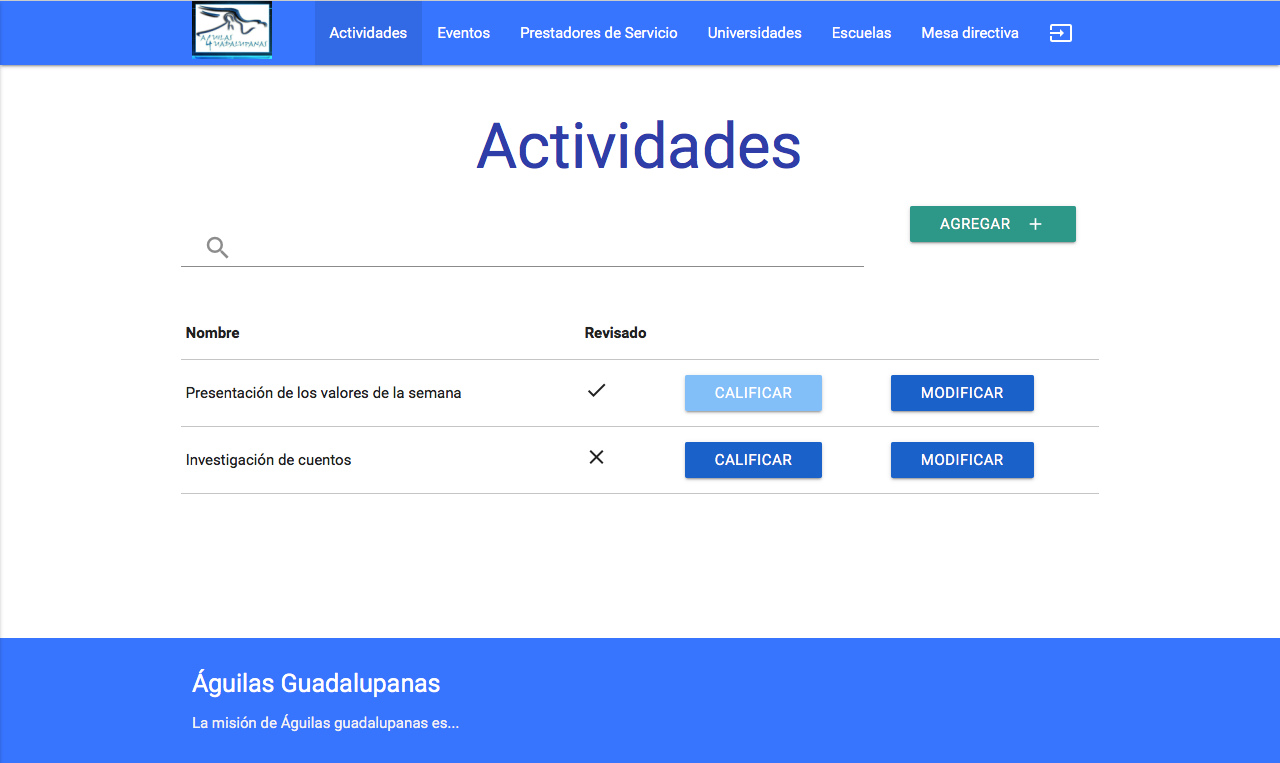 AGUILAS
GUADALUPANAS
Actividades Eventos Prestadores de Servicio Universidades Escuelas Mesa directiva
Actividades
AGREGAR +
Nombre Revisado
Presentación de los valores de la semana CALIFICAR MODIFICAR
Investigación de cuentos CALIFICAR MODIFICAR
Águilas Guadalupanas
La misión de Águilas guadalupanas es...